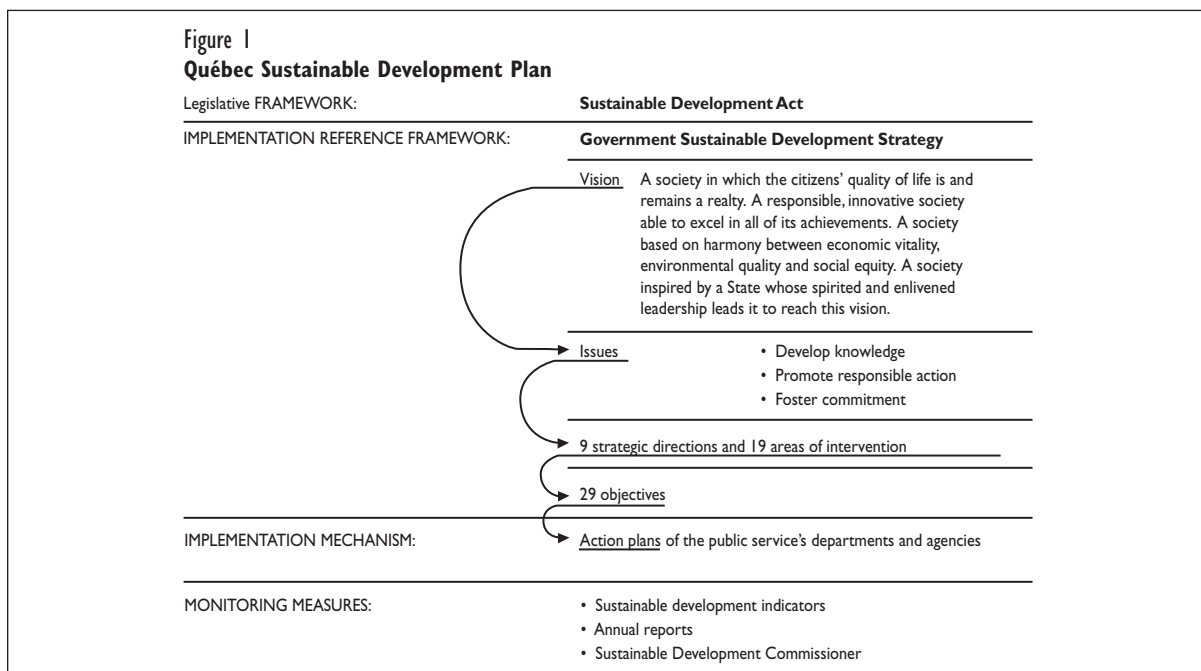 Figure 1
Québec Sustainable Development Plan
Legislative FRAMEWORK: Sustainable Development Act
IMPLEMENTATION REFERENCE FRAMEWORK: Government Sustainable Development Strategy
Vision A society in which the citizens’ quality of life is and
remains a realty. A responsible, innovative society
able to excel in all of its achievements. A society
based on harmony between economic vitality,
environmental quality and social equity. A society
inspired by a State whose spirited and enlivened
leadership leads it to reach this vision.
Issues • Develop knowledge
• Promote responsible action
• Foster commitment
9 strategic directions and 19 areas of intervention
29 objectives
IMPLEMENTATION MECHANISM: Action plans of the public service’s departments and agencies
MONITORING MEASURES: • Sustainable development indicators
• Annual reports
• Sustainable Development Commissioner